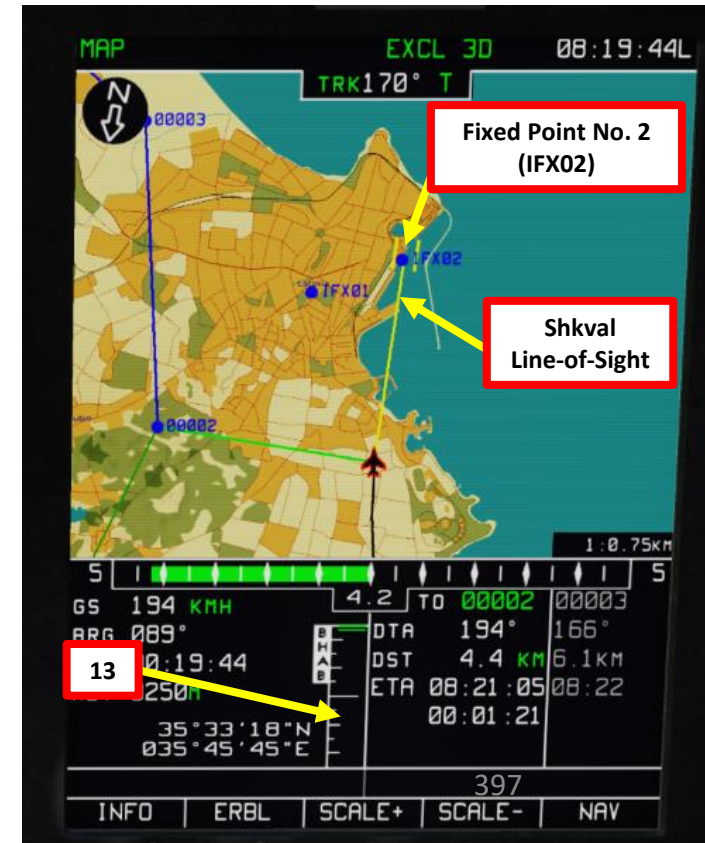 MAP EXCL 3D 08:19:44L
TRK170° T
N
00003
Fixed Point No. 2
(IFX02)
IFX02
IFX01
Shkval
Line-of-Sight
00002
1:0.75KM
5 5
4.2
GS 194 KMH TO 00002 00003
BRG 089° DTA 194° 166°
:19:44 DST 4.4 KM 6.1KM
13
250M ETA 08:21:05 08:22
00:01:21
BHAB
35°33'18"N
035°45'45"E
397
INFO ERBL SCALE+ SCALE- NAV